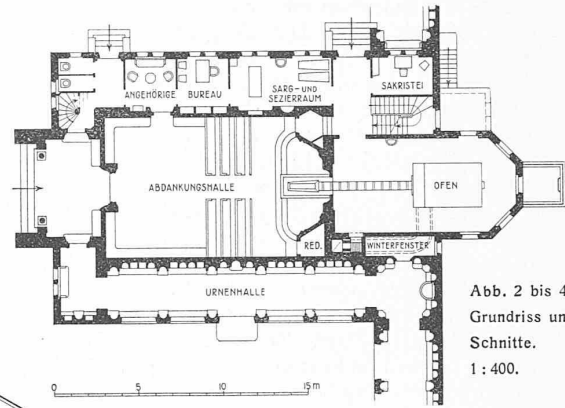 ANGEHÖRIGE
BUREAU
SARG- UND
SEZIERRAUM
SAKRISTEI
ABDANKUNGSHALLE
OFEN
RED.
WINTERFENSTER
URNENHALLE
Abb. 2 bis 4
Grundriss un
Schnitte.
1 : 400.
0 5 10 15 m